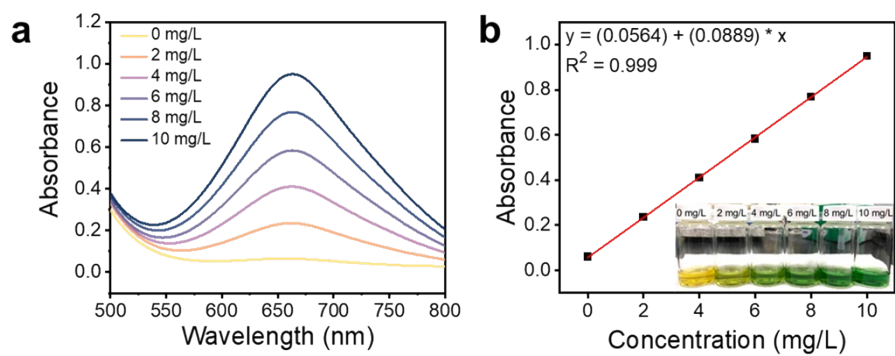 a
1.2
1.0
0.8
0.6
0.4
0.2
0.0
Absorbance
0 mg/L
2 mg/L
4 mg/L
6 mg/L
8 mg/L
10 mg/L
500 550 600 650 700 750 800
Wavelength (nm)
b
y = (0.0564) + (0.0889) * x
R² = 0.999
1.0
0.8
0.6
0.4
0.2
0.0
Absorbance
0 mg/L 2 mg/L 4 mg/L 6 mg/L 8 mg/L 10 mg/L
0 2 4 6 8 10
Concentration (mg/L)